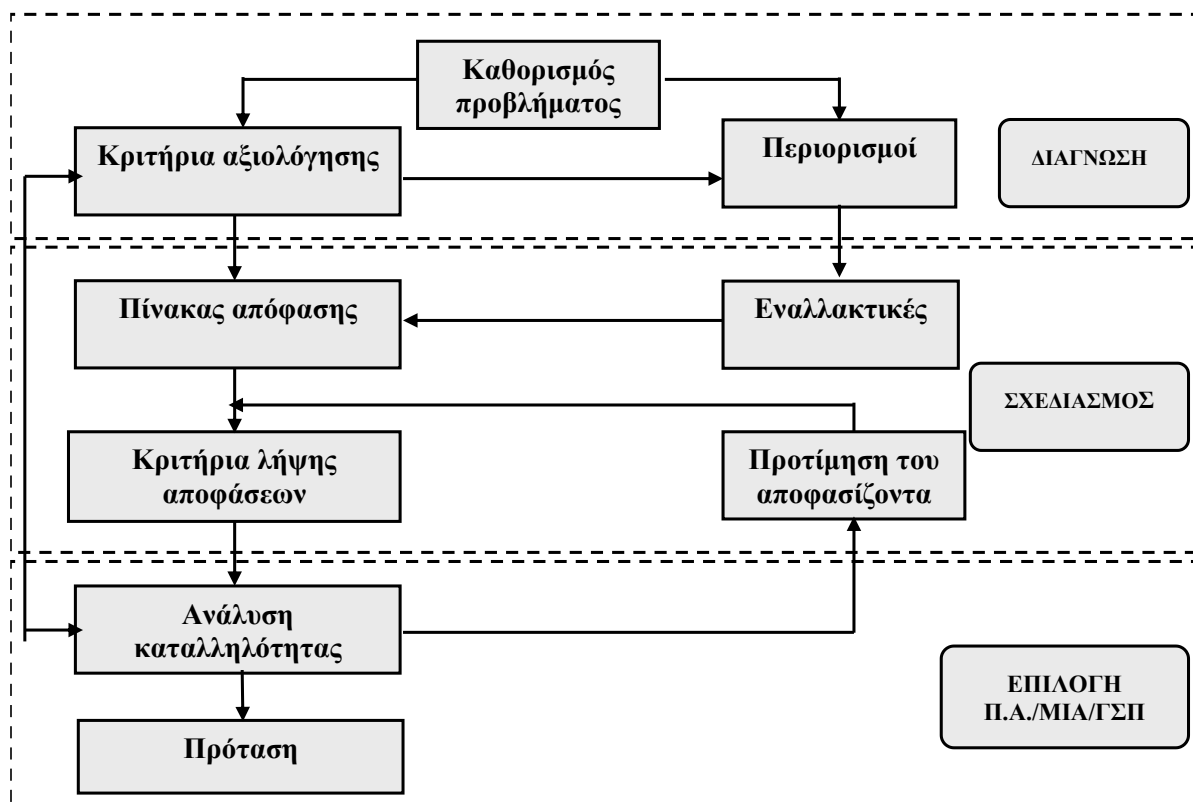 Καθορισμός
προβλήματος
Κριτήρια αξιολόγησης
Περιορισμοί
ΔΙΑΓΝΩΣΗ
Πίνακας απόφασης
Εναλλακτικές
ΣΧΕΔΙΑΣΜΟΣ
Κριτήρια λήψης
αποφάσεων
Προτίμηση του
αποφασίζοντα
Ανάλυση
καταλληλότητας
ΕΠΙΛΟΓΗ
Π.Α./ΜΙΑ/ΓΣΠ
Πρόταση